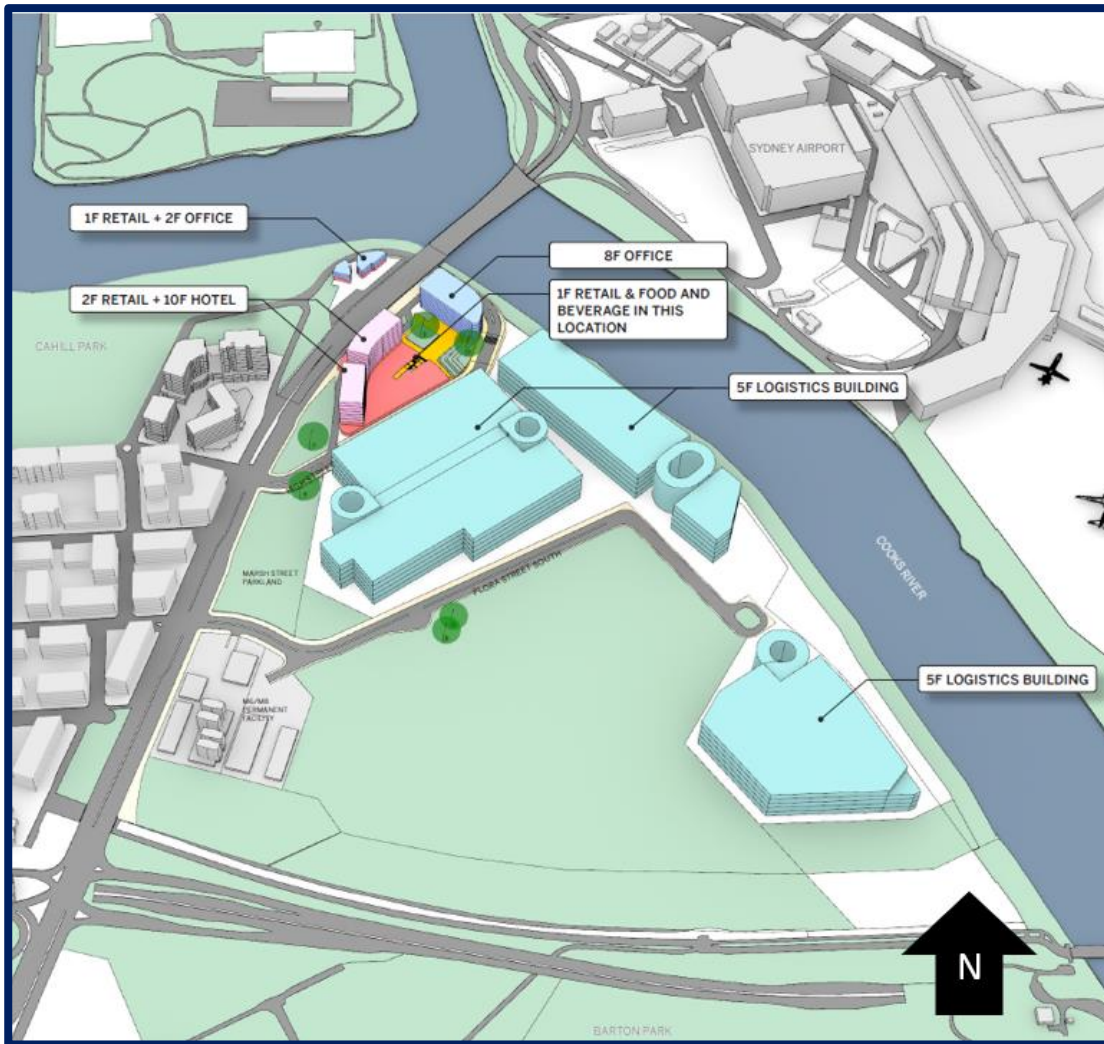 SYDNEY AIRPORT
1F RETAIL + 2F OFFICE
8F OFFICE
2F RETAIL + 10F HOTEL
1F RETAIL & FOOD AND
BEVERAGE IN THIS
LOCATION
CAHILL PARK
5F LOGISTICS BUILDING
COOKS RIVER
MARSH STREET
PARKLAND
FLORA STREET SOUTH
5F LOGISTICS BUILDING
PERMANENT
FACILITY
N
BARTON PARK